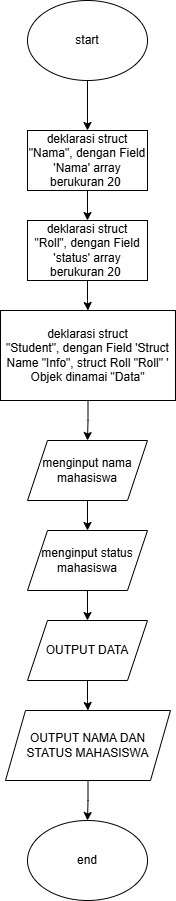 start
deklarasi struct
"Nama", dengan Field
'Nama' array
berukuran 20
deklarasi struct
"Roll", dengan Field
'status' array
berukuran 20
deklarasi struct
"Student", dengan Field 'Struct
Name "Info", struct Roll "Roll" '
Objek dinamai "Data"
menginput nama
mahasiswa
menginput status
mahasiswa
OUTPUT DATA
OUTPUT NAMA DAN
STATUS MAHASISWA
end